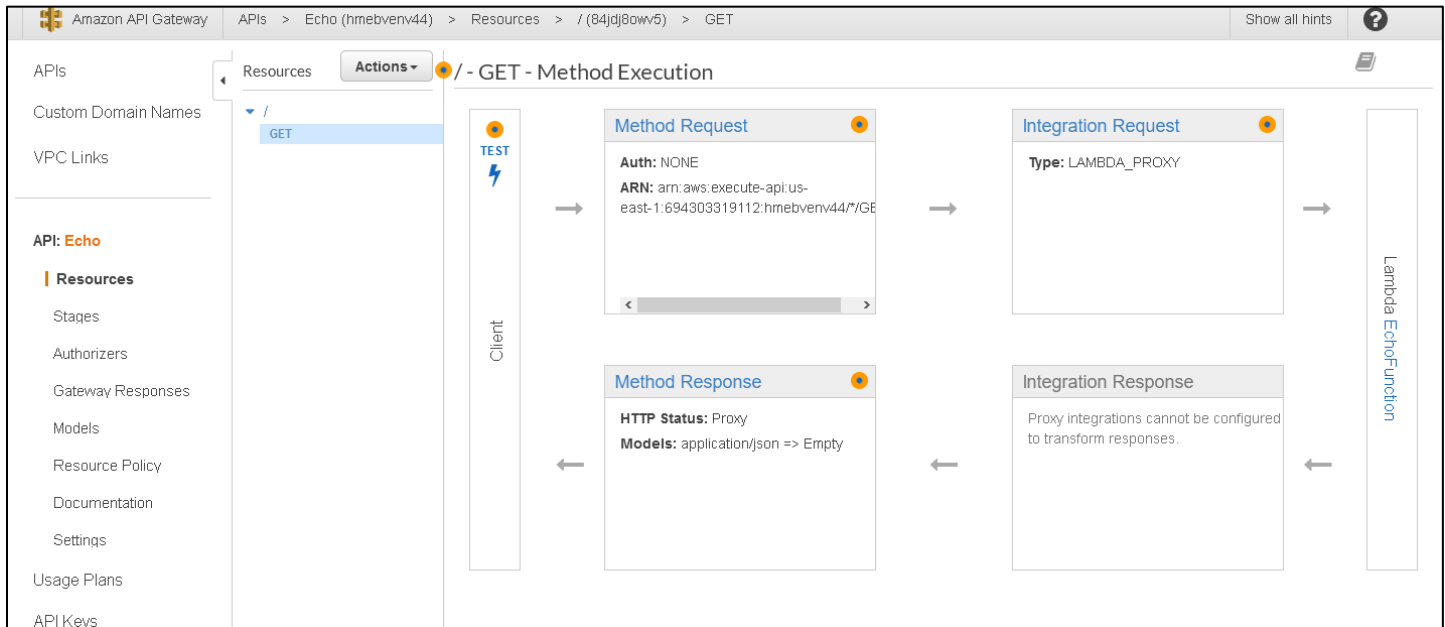 Amazon API Gateway
APIs > Echo (hmebvenv44) > Resources > / (84jdj8owv5) > GET
Show all hints
?
APIs
Custom Domain Names
VPC Links
API: Echo
Resources
Stages
Authorizers
Gateway Responses
Models
Resource Policy
Documentation
Settings
Usage Plans
API Keys
Resources
Actions
/
GET
/ - GET - Method Execution
TEST
Client
Method Request
Auth: NONE
ARN: arn:aws:execute-api:us-
east-1:694303319112:hmebvenv44/*/GE
Integration Request
Type: LAMBDA_PROXY
Lambda EchoFunction
Method Response
HTTP Status: Proxy
Models: application/json => Empty
Integration Response
Proxy integrations cannot be configured
to transform responses.